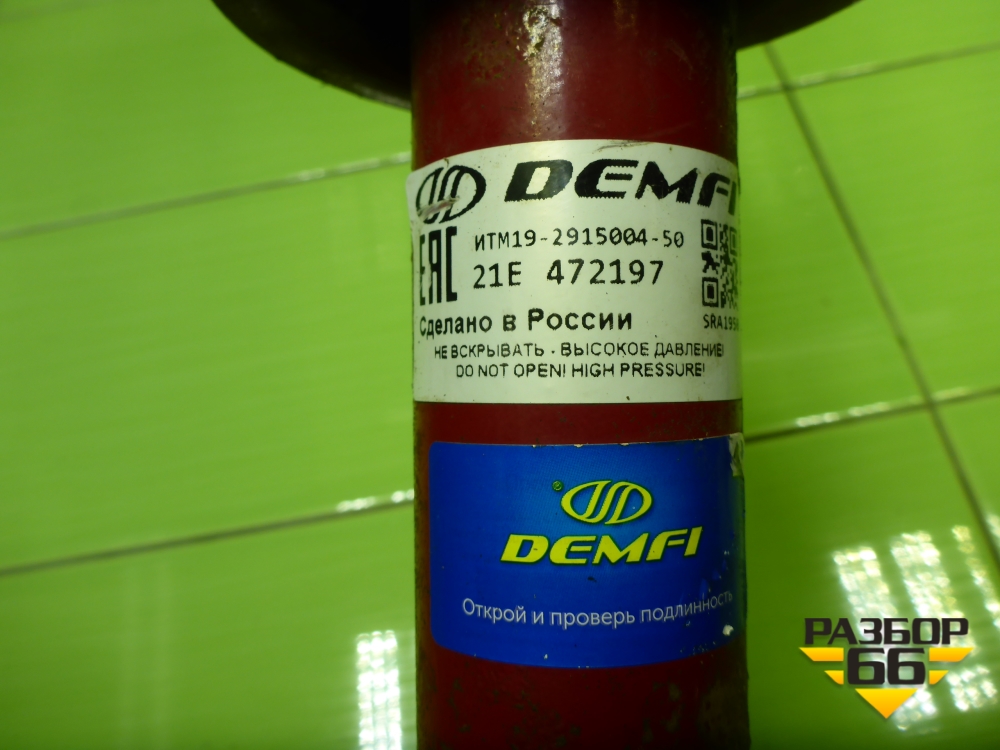 DEMFI
EAC
ИТМ19-2915004-50
21E 472197
Сделано в России
НЕ ВСКРЫВАТЬ - ВЫСОКОЕ ДАВЛЕНИЕ!
DO NOT OPEN! HIGH PRESSURE!
DEMFI
Открой и проверь подлинность
РАЗБОР
66